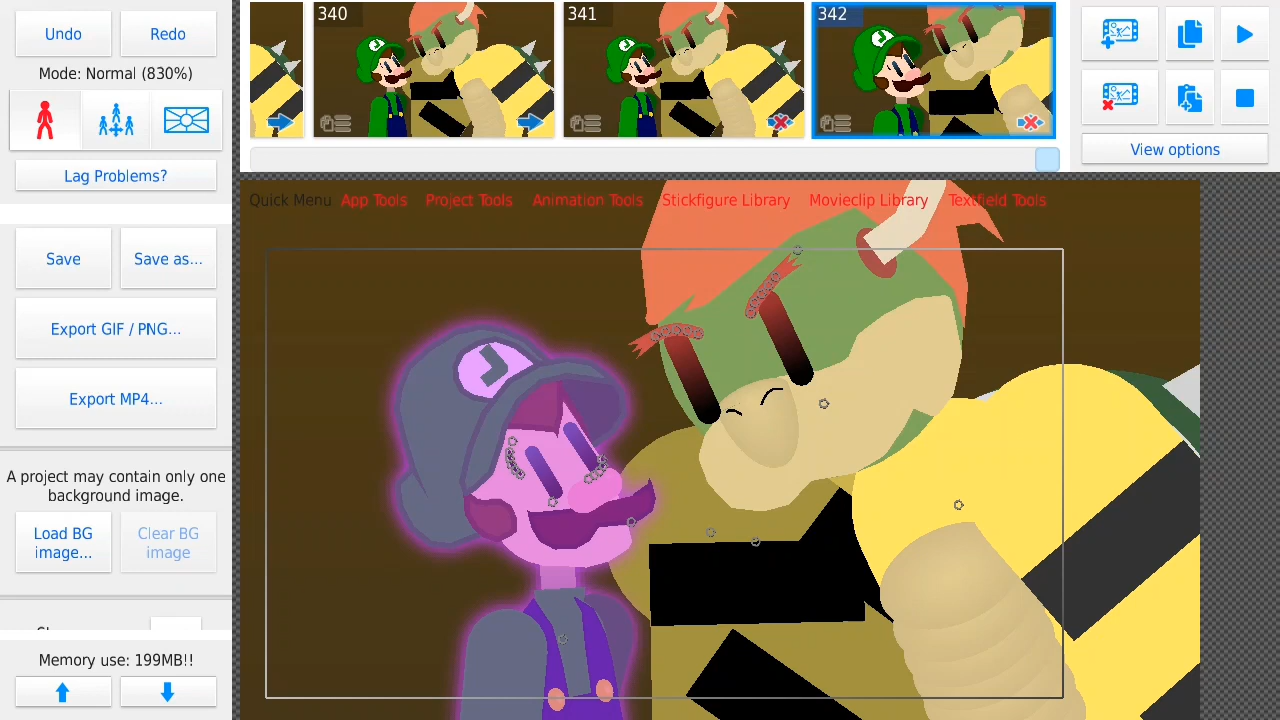 Undo
Redo
Mode: Normal (830%)
Lag Problems?
340
341
342
View options
Quick Menu
App Tools
Project Tools
Animation Tools
Stickfigure Library
Movieclip Library
Textfield Tools
Save
Save as...
Export GIF / PNG...
Export MP4...
A project may contain only one
background image.
Load BG
image...
Clear BG
image
Memory use: 199MB!!
L